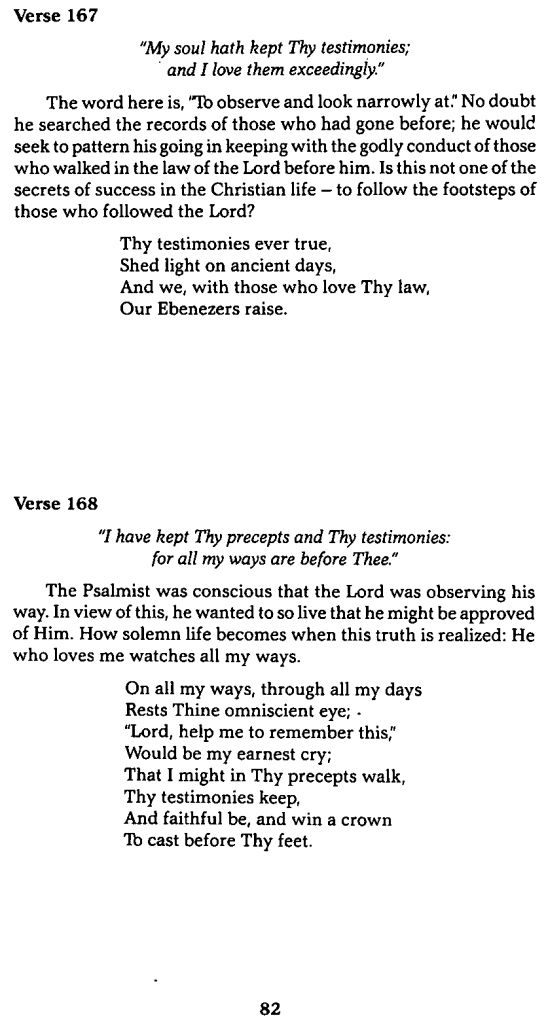 Verse 167
"My soul hath kept Thy testimonies;
and I love them exceedingly."
The word here is, "To observe and look narrowly at." No doubt
he searched the records of those who had gone before; he would
seek to pattern his going in keeping with the godly conduct of those
who walked in the law of the Lord before him. Is this not one of the
secrets of success in the Christian life – to follow the footsteps of
those who followed the Lord?
Thy testimonies ever true,
Shed light on ancient days,
And we, with those who love Thy law,
Our Ebenezers raise.
Verse 168
"I have kept Thy precepts and Thy testimonies:
for all my ways are before Thee."
The Psalmist was conscious that the Lord was observing his
way. In view of this, he wanted to so live that he might be approved
of Him. How solemn life becomes when this truth is realized: He
who loves me watches all my ways.
On all my ways, through all my days
Rests Thine omniscient eye;
"Lord, help me to remember this,"
Would be my earnest cry;
That I might in Thy precepts walk,
Thy testimonies keep,
And faithful be, and win a crown
To cast before Thy feet.
82